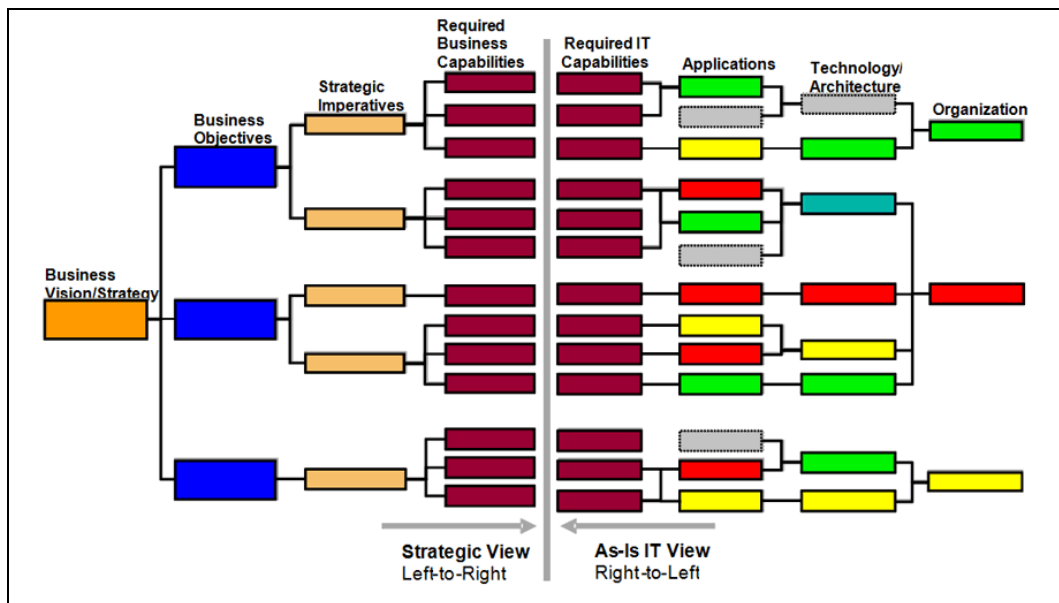 Required
Business
Capabilities
Required IT
Capabilities
Applications
Technology/
Architecture
Organization
Strategic
Imperatives
Business
Objectives
Business
Vision/Strategy
Strategic View
Left-to-Right
As-Is IT View
Right-to-Left